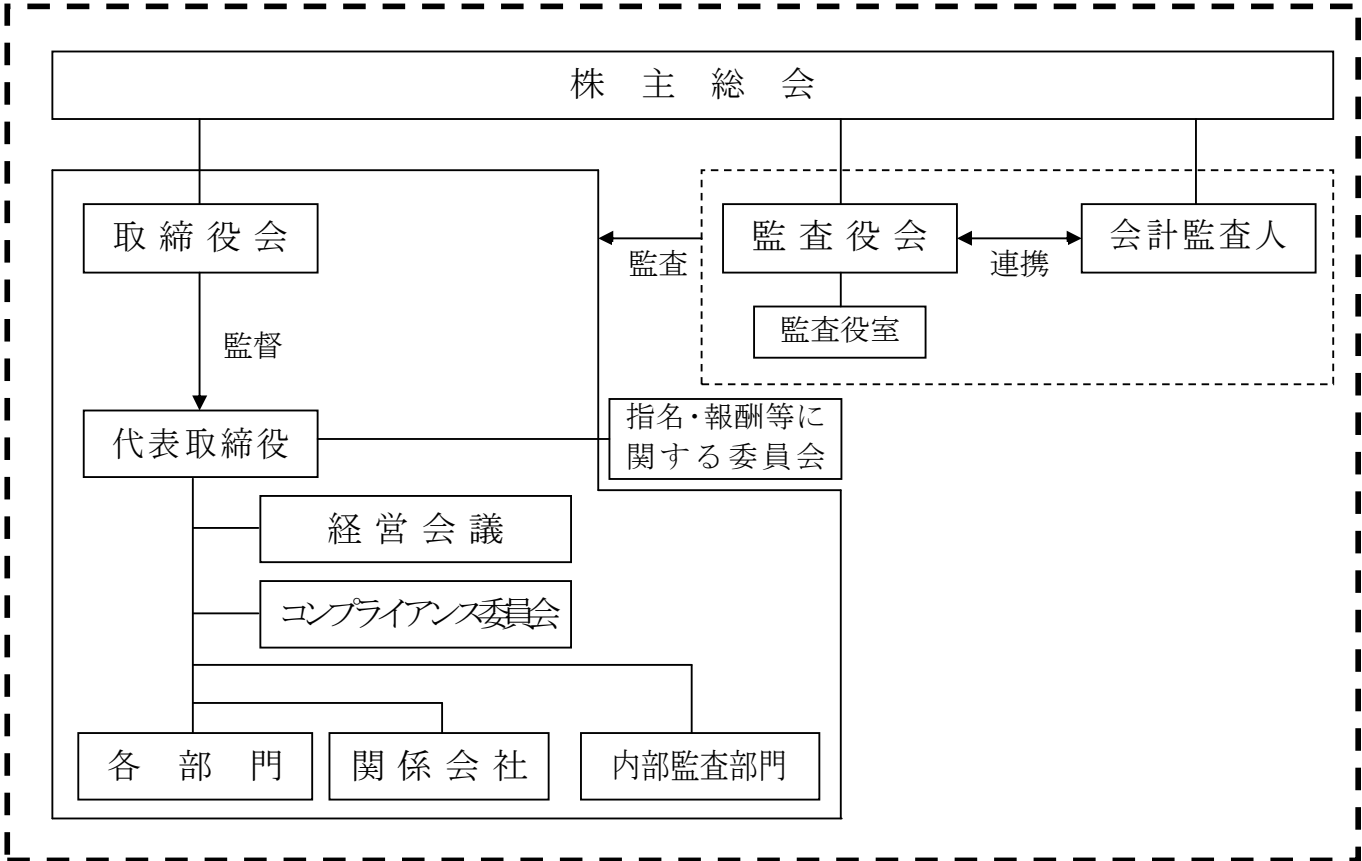 株主総会
取締役会
監査役会
会計監査人
監査
連携
監査役室
監督
代表取締役
指名・報酬等に
関する委員会
経営会議
コンプライアンス委員会
各部門
関係会社
内部監査部門